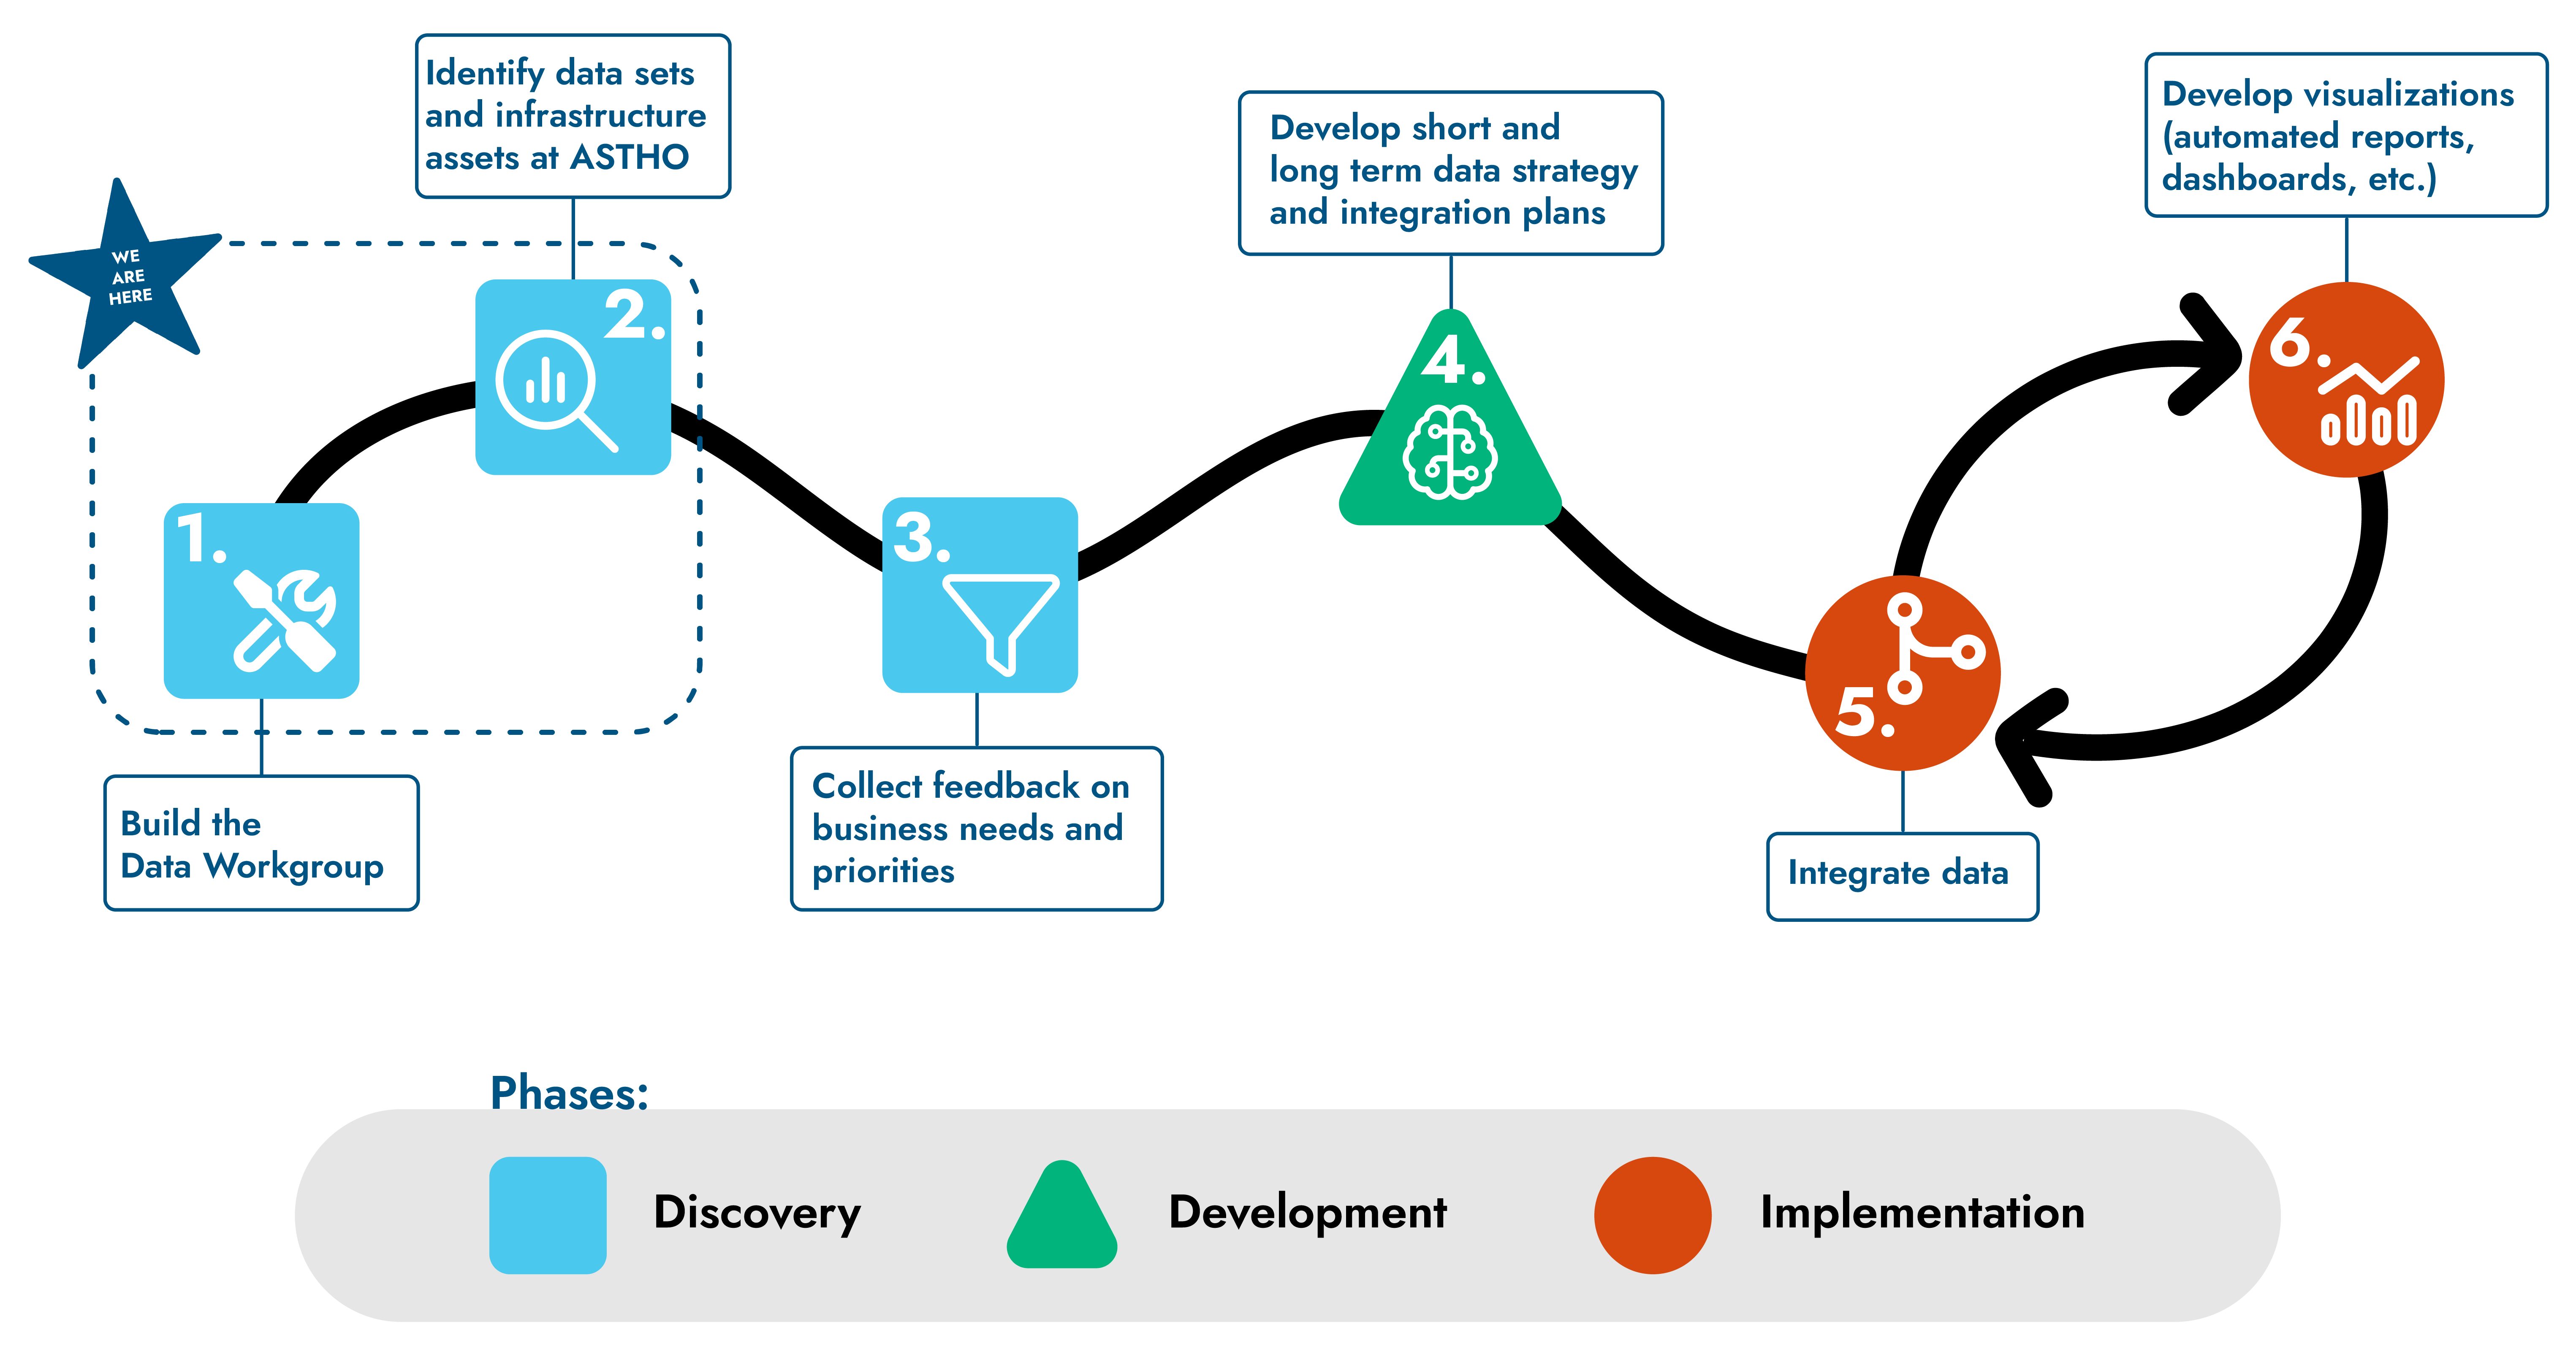 WE
ARE
HERE
1.
Build the
Data Workgroup
Identify data sets
and infrastructure
assets at ASTHO
2.
3.
Collect feedback on
business needs and
priorities
Develop short and
long term data strategy
and integration plans
4.
5.
Integrate data
Develop visualizations
(automated reports,
dashboards, etc.)
6.
Phases:
Discovery
Development
Implementation